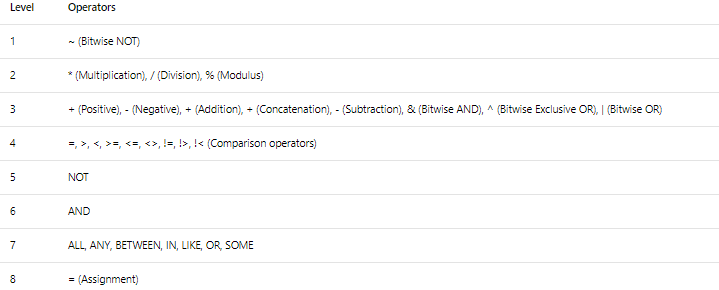 Level Operators
1 ~ (Bitwise NOT)
2 * (Multiplication), / (Division), % (Modulus)
3 + (Positive), - (Negative), + (Addition), + (Concatenation), - (Subtraction), & (Bitwise AND), ^ (Bitwise Exclusive OR), | (Bitwise OR)
4 =, >, <, >=, <=, <>, !=, !>, !< (Comparison operators)
5 NOT
6 AND
7 ALL, ANY, BETWEEN, IN, LIKE, OR, SOME
8 = (Assignment)